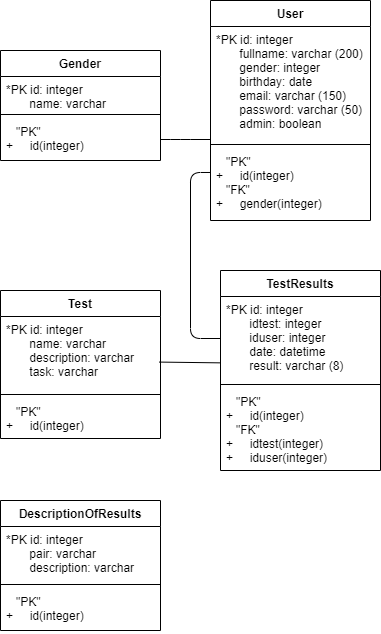 User
*PK id: integer
fullname: varchar (200)
gender: integer
birthday: date
email: varchar (150)
password: varchar (50)
admin: boolean
"PK"
+ id(integer)
"FK"
+ gender(integer)
Gender
*PK id: integer
name: varchar
"PK"
+ id(integer)
Test
*PK id: integer
name: varchar
description: varchar
task: varchar
"PK"
+ id(integer)
TestResults
*PK id: integer
idtest: integer
iduser: integer
date: datetime
result: varchar (8)
"PK"
+ id(integer)
"FK"
+ idtest(integer)
+ iduser(integer)
DescriptionOfResults
*PK id: integer
pair: varchar
description: varchar
"PK"
+ id(integer)